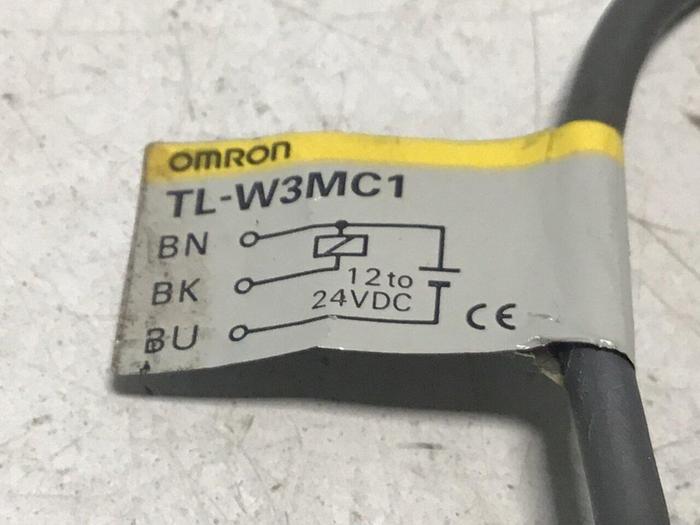 OMRON
TL-W3MC1
BN
BK
12 to
24VDC
BU
CE